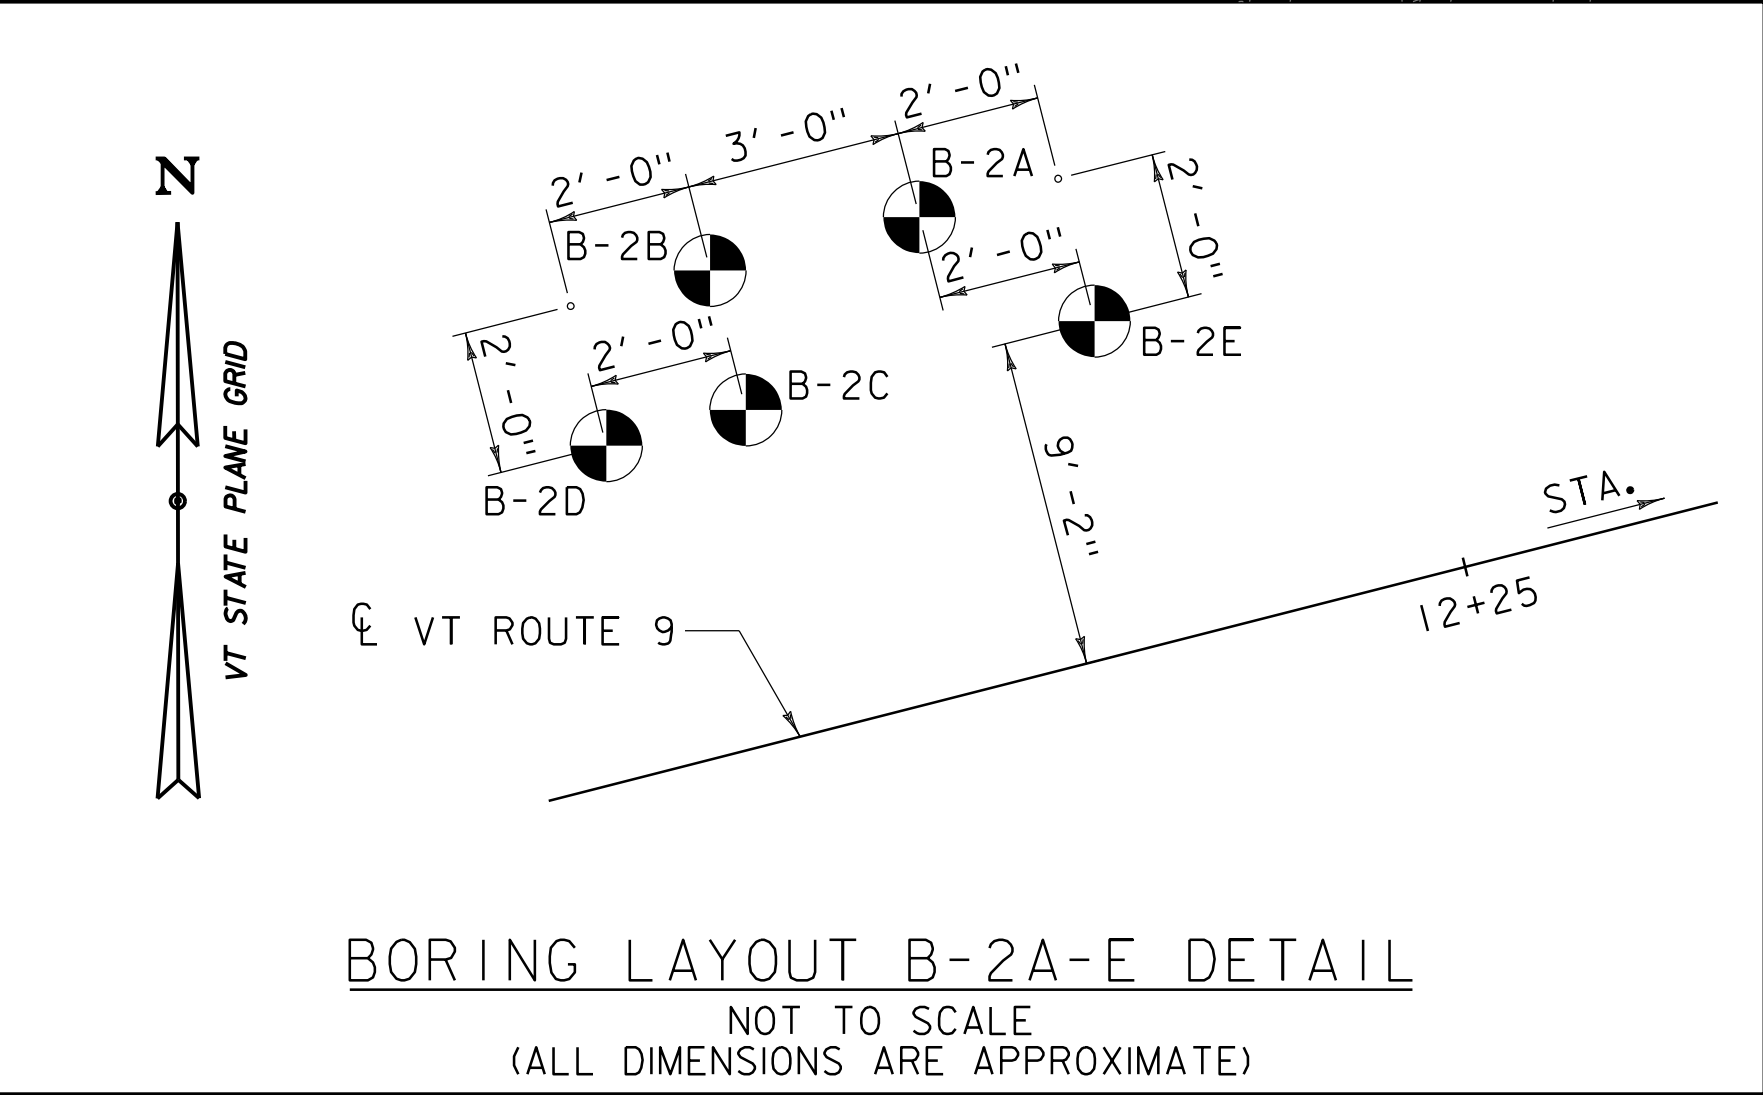 2' -0"
3' -0"
2' -0"
B-2A
B-2B
2' -0"
2' -0"
N
B-2E
2' -0"
2' -0"
B-2C
B-2D
VT STATE PLANE GRID
9' -2"
STA.
12+25
℄ VT ROUTE 9
BORING LAYOUT B-2A-E DETAIL
NOT TO SCALE
(ALL DIMENSIONS ARE APPROXIMATE)